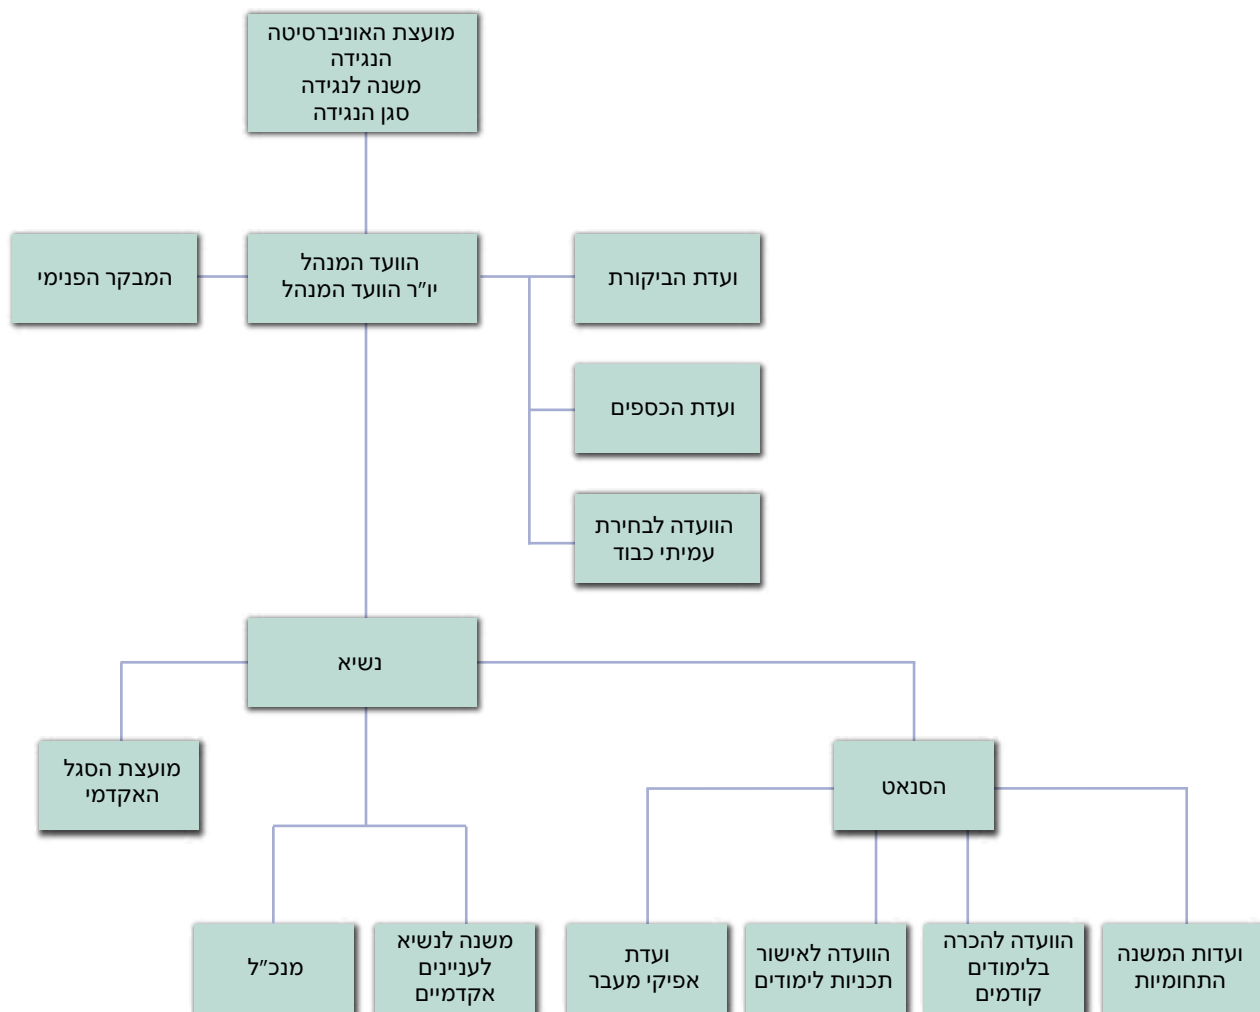 מועצת האוניברסיטה
הנגידה
משנה לנגידה
סגן הנגידה
ועדת הביקורת
הוועד המנהל
יו"ר הוועד המנהל
המבקר הפנימי
ועדת הכספים
הוועדה לבחירת
עמיתי כבוד
נשיא
הסנאט
מועצת הסגל
האקדמי
ועדות המשנה
התחומיות
הוועדה להכרה
בלימודים
קודמים
הוועדה לאישור
תכניות לימודים
ועדת
אפיקי מעבר
משנה לנשיא
לעניינים
אקדמיים
מנכ"ל